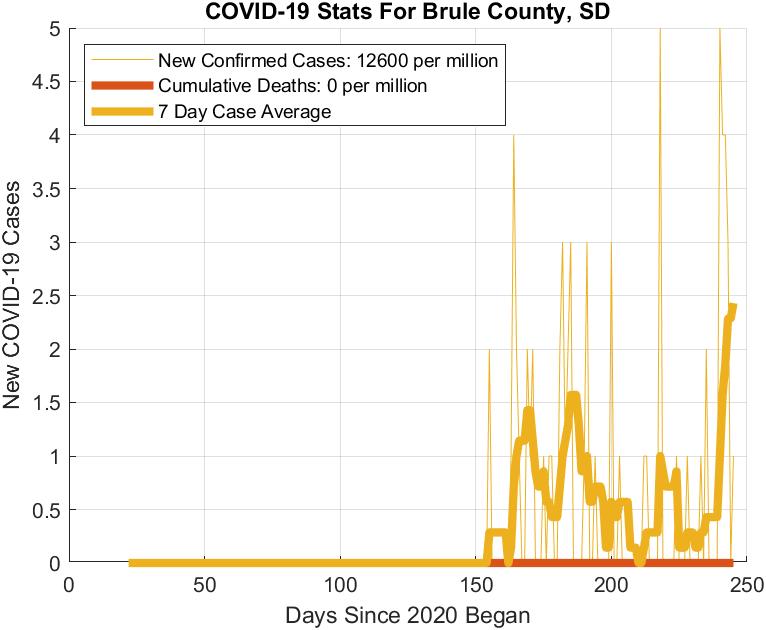 COVID-19 Stats For Brule County, SD
New Confirmed Cases: 12600 per million
Cumulative Deaths: 0 per million
7 Day Case Average
New COVID-19 Cases
5
4.5
4
3.5
3
2.5
2
1.5
1
0.5
0
0 50 100 150 200 250
Days Since 2020 Began